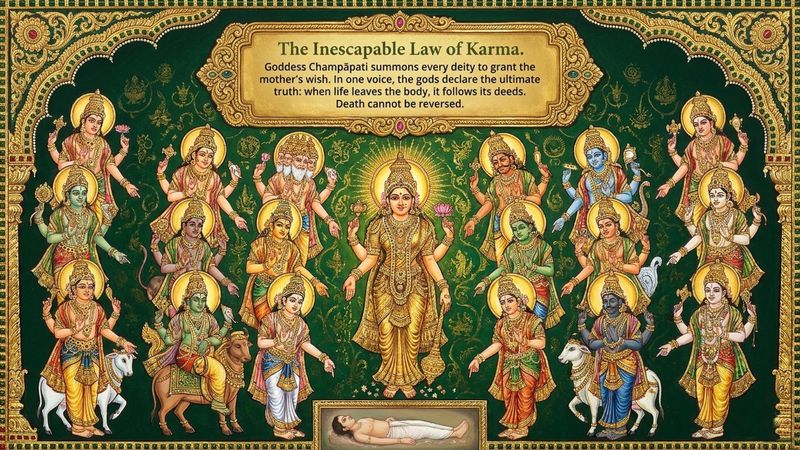 The Inescapable Law of Karma.
Goddess Champāpati summons every deity to grant the
mother's wish. In one voice, the gods declare the ultimate
truth: when life leaves the body, it follows its deeds.
Death cannot be reversed.